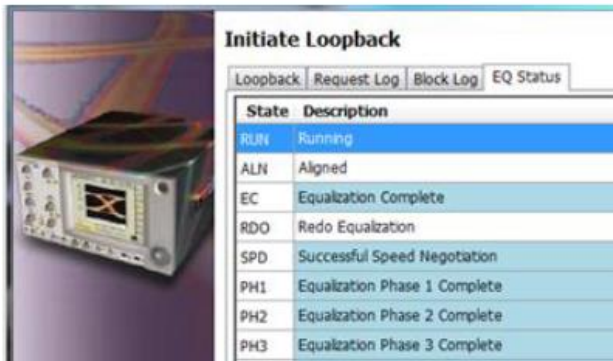 Initiate Loopback
Loopback Request Log Block Log EQ Status
State Description
RUN Running
ALN Aligned
EC Equalization Complete
RDO Redo Equalization
SPD Successful Speed Negotiation
PH1 Equalization Phase 1 Complete
PH2 Equalization Phase 2 Complete
PH3 Equalization Phase 3 Complete